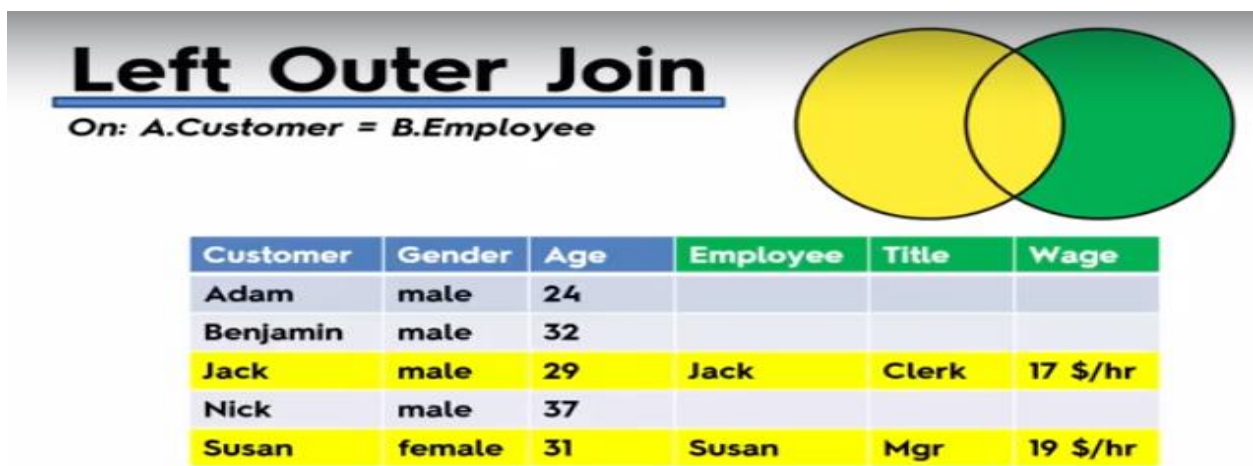 Left Outer Join
On: A.Customer = B.Employee
Customer Gender Age Employee Title Wage
Adam male 24
Benjamin male 32
Jack male 29 Jack Clerk 17 $/hr
Nick male 37
Susan female 31 Susan Mgr 19 $/hr